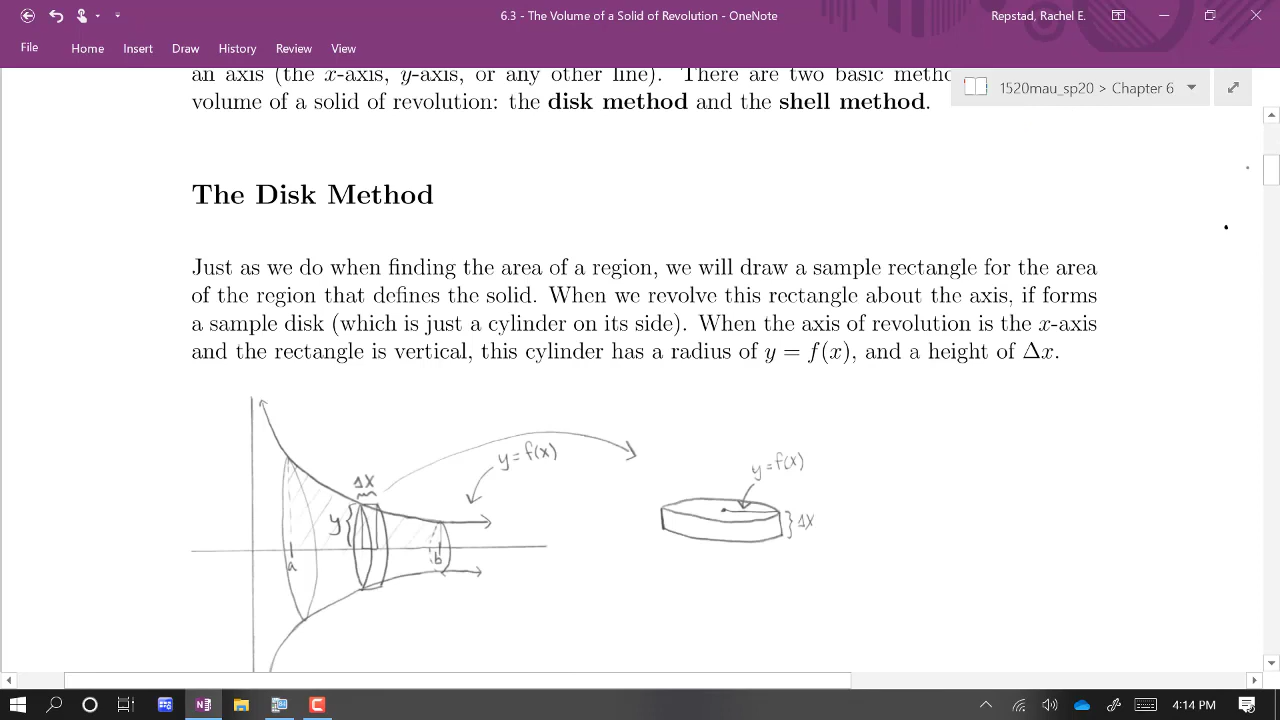 6.3 - The Volume of a Solid of Revolution - OneNote
Repstad, Rachel E.
File Home Insert Draw History Review View
an axis (the x-axis, y-axis, or any other line). There are two basic metho
1520mau_sp20 > Chapter 6
volume of a solid of revolution: the disk method and the shell method.
The Disk Method
Just as we do when finding the area of a region, we will draw a sample rectangle for the area
of the region that defines the solid. When we revolve this rectangle about the axis, if forms
a sample disk (which is just a cylinder on its side). When the axis of revolution is the x-axis
and the rectangle is vertical, this cylinder has a radius of y = f(x), and a height of Δx.
y=f(x)
y=f(x)
ΔX
y
ΔX
a
b
4:14 PM